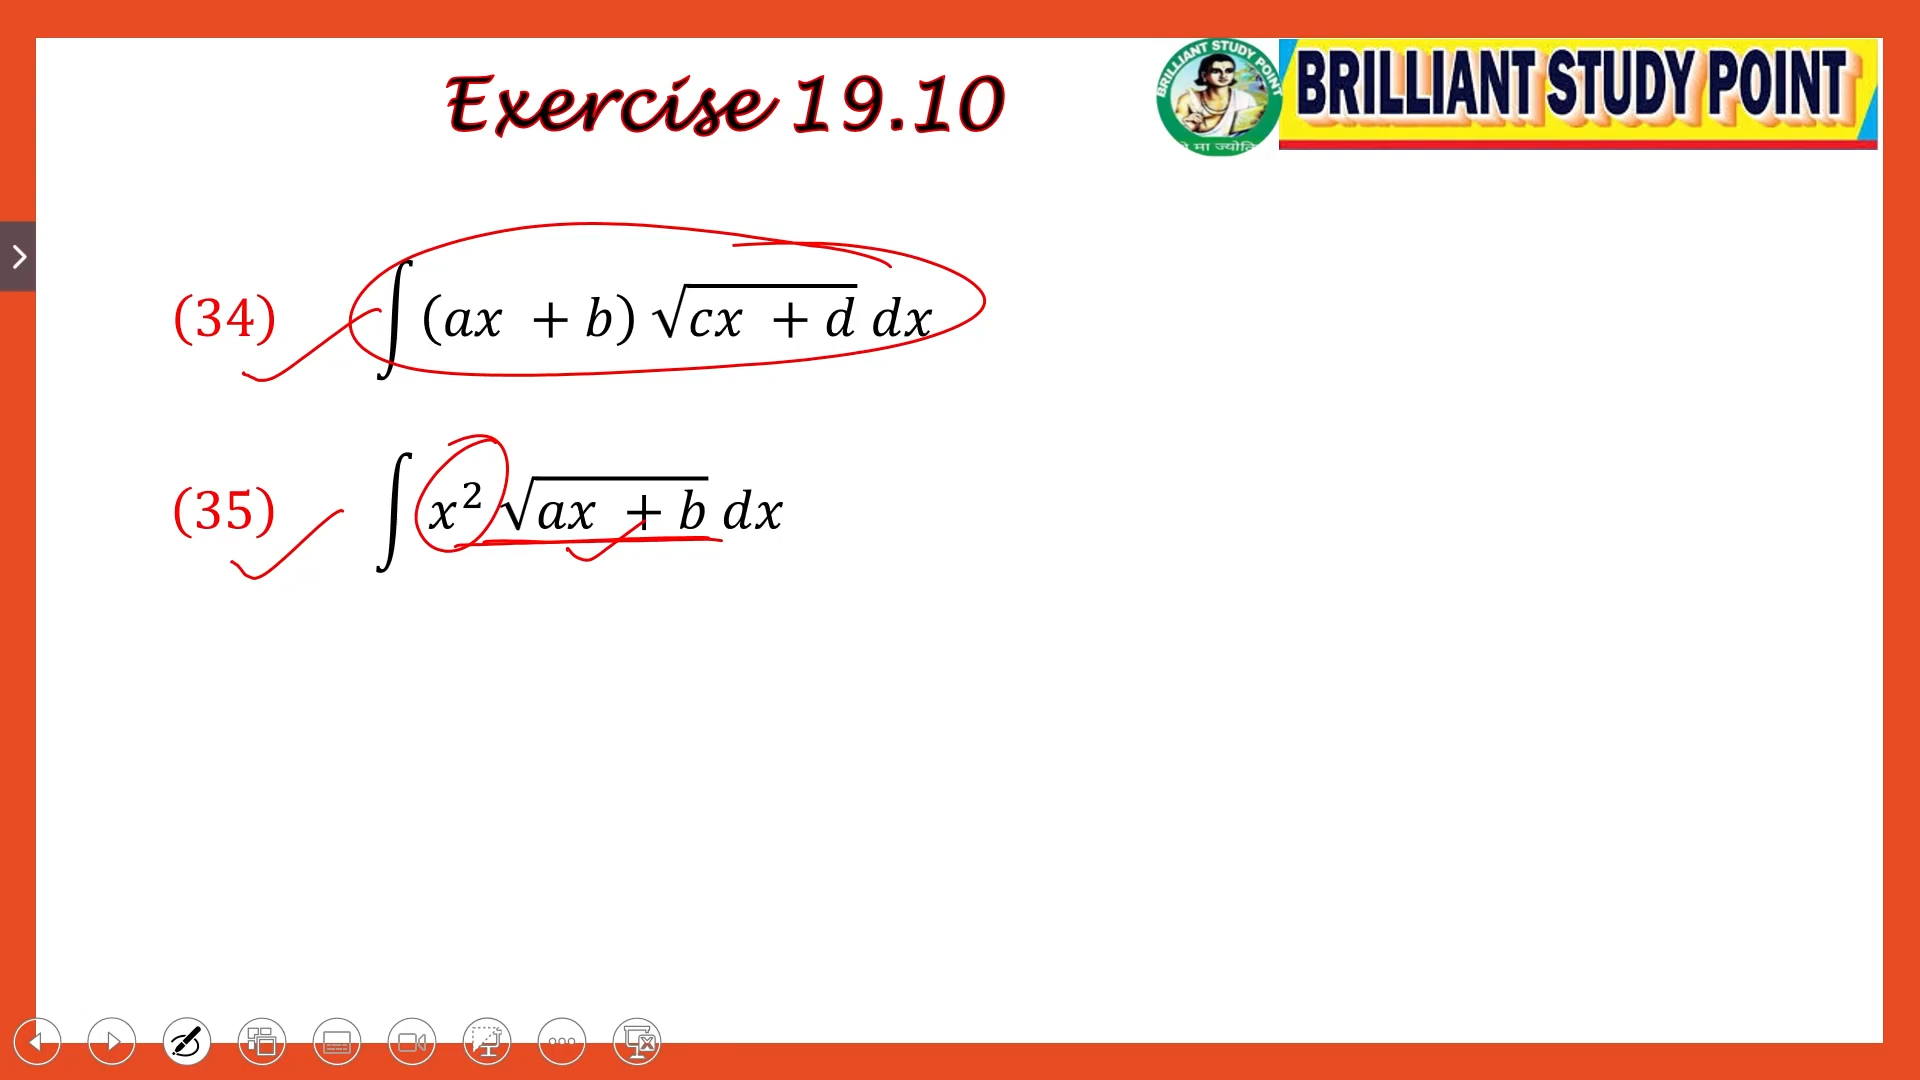 Exercise 19.10
BRILLIANT STUDY POINT
BRILLIANT STUDY POINT
मा ज्योति
(34) ∫ (ax + b) √(cx + d) dx
(35) ∫ x² √(ax + b) dx